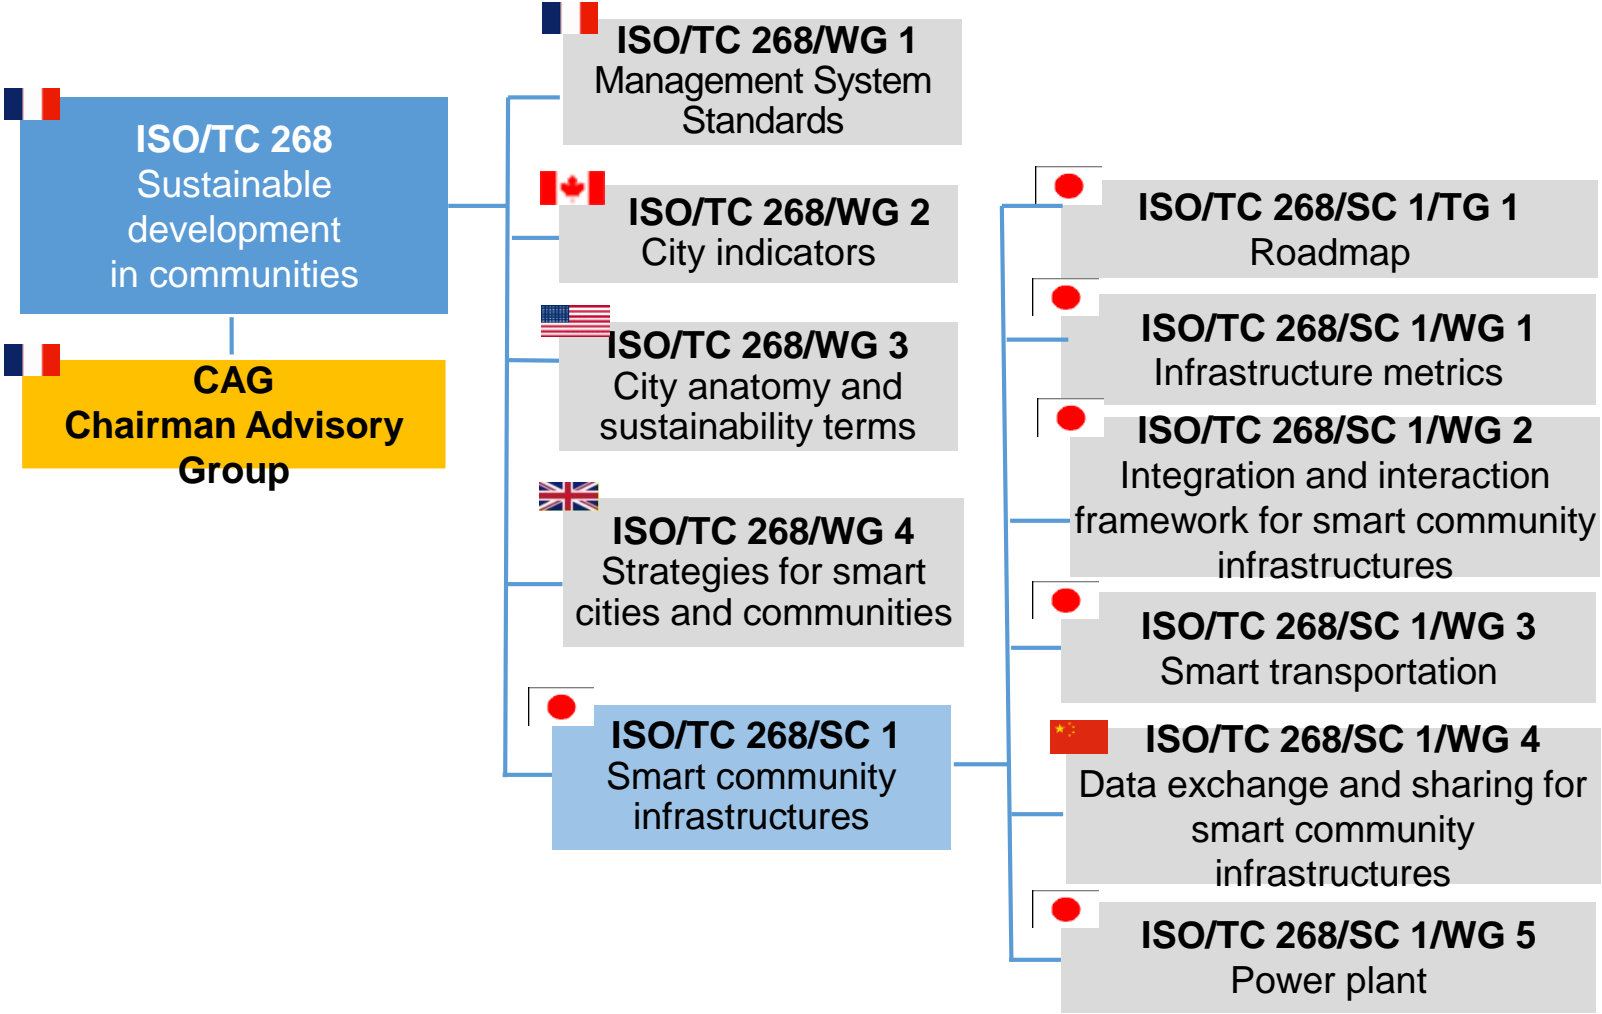 ISO/TC 268
Sustainable
development
in communities
CAG
Chairman Advisory
Group
ISO/TC 268/WG 1
Management System
Standards
ISO/TC 268/WG 2
City indicators
ISO/TC 268/WG 3
City anatomy and
sustainability terms
ISO/TC 268/WG 4
Strategies for smart
cities and communities
ISO/TC 268/SC 1
Smart community
infrastructures
ISO/TC 268/SC 1/TG 1
Roadmap
ISO/TC 268/SC 1/WG 1
Infrastructure metrics
ISO/TC 268/SC 1/WG 2
Integration and interaction
framework for smart community
infrastructures
ISO/TC 268/SC 1/WG 3
Smart transportation
ISO/TC 268/SC 1/WG 4
Data exchange and sharing for
smart community
infrastructures
ISO/TC 268/SC 1/WG 5
Power plant